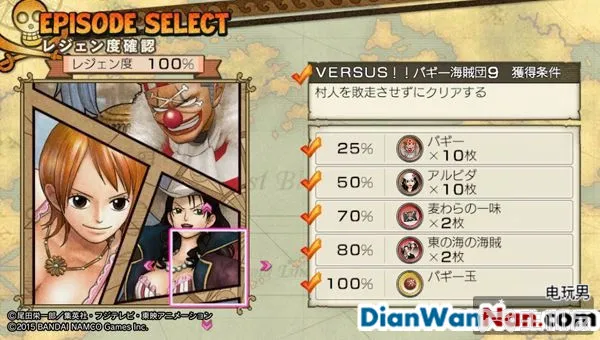 EPISODE SELECT
レジェン度確認
レジェン度 100%
VERSUS!!バギー海賊団9 獲得条件
村人を敗走させずにクリアする
25% バギー
×10枚
50% アルビダ
×10枚
70% 麦わらの一味
×2枚
80% 東の海の海賊
×2枚
100% バギー玉
©尾田栄一郎/集英社・フジテレビ・東映アニメーション
©2015 BANDAI NAMCO Games Inc.
电玩男
DianWanNan.com